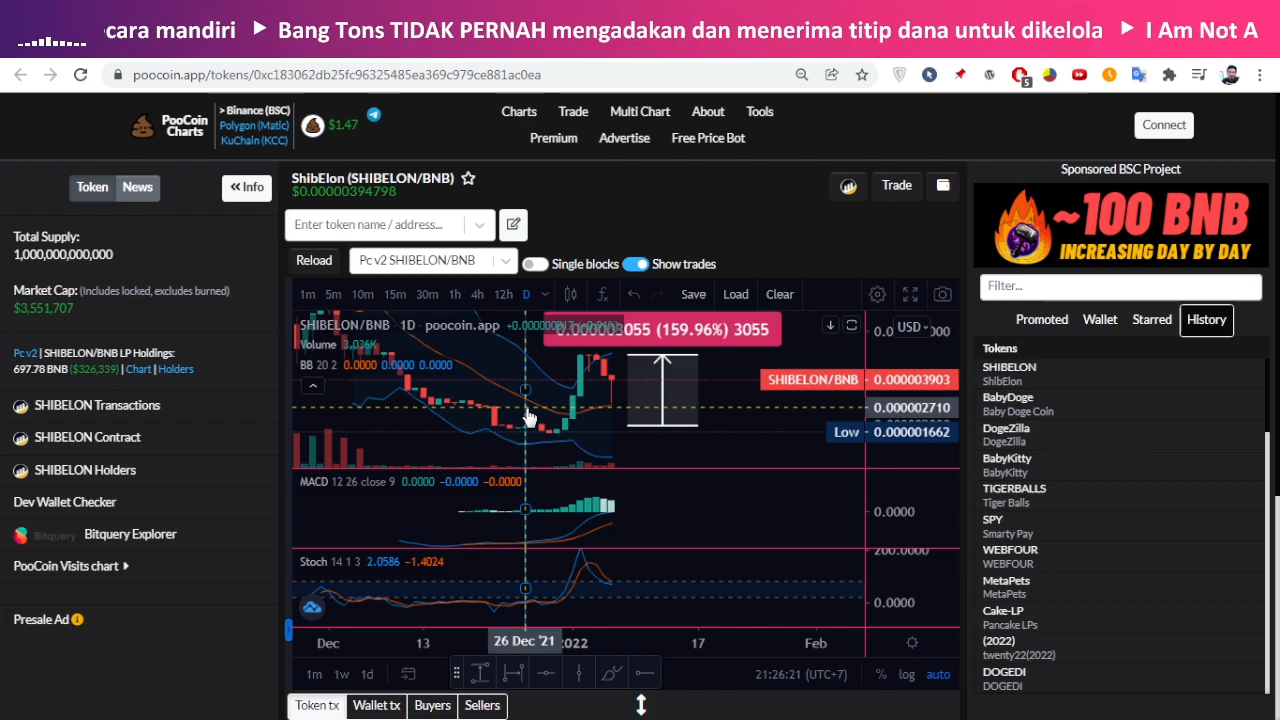 cara mandiri ▶ Bang Tons TIDAK PERNAH mengadakan dan menerima titip dana untuk dikelola ▶ I Am Not A
poocoin.app/tokens/0xc183062db25fc96325485ea369c979ce881ac0ea
5
PooCoin Charts
> Binance (BSC)
Polygon (Matic)
KuChain (KCC)
$1.47
Charts Trade Multi Chart About Tools
Premium Advertise Free Price Bot
Connect
Token News
Info
Total Supply:
1,000,000,000,000
Market Cap: (Includes locked, excludes burned)
$3,551,707
Pc v2 | SHIBELON/BNB LP Holdings:
697.78 BNB ($326,339) | Chart | Holders
SHIBELON Transactions
SHIBELON Contract
SHIBELON Holders
Dev Wallet Checker
Bitquery Bitquery Explorer
PooCoin Visits chart
Presale Ad
ShibElon (SHIBELON/BNB)
$0.00000394798
Trade
Enter token name / address...
Reload Pc v2 SHIBELON/BNB Single blocks Show trades
1m 5m 10m 15m 30m 1h 4h 12h D Save Load Clear
SHIBELON/BNB · 1D · poocoin.app
3055 (159.96%) 3055
USD
Volume 3.036K
BB 20 2 0.0000 0.0000 0.0000
SHIBELON/BNB 0.000003903
0.000002710
Low 0.000001662
MACD 12 26 close 9 0.0000 −0.0000 −0.0000
0.0000
200.0000
Stoch 14 1 3 2.0586 −1.4024
0.0000
Dec 13 26 Dec '21 2022 17 Feb
1m 1w 1d 21:26:21 (UTC+7) % log auto
Token tx Wallet tx Buyers Sellers
Sponsored BSC Project
~100 BNB
INCREASING DAY BY DAY
Filter...
Promoted Wallet Starred History
Tokens
SHIBELON
ShibElon
BabyDoge
Baby Doge Coin
DogeZilla
DogeZilla
BabyKitty
BabyKitty
TIGERBALLS
Tiger Balls
SPY
Smarty Pay
WEBFOUR
WEBFOUR
MetaPets
MetaPets
Cake-LP
Pancake LPs
(2022)
twenty22(2022)
DOGEDI
DOGEDI